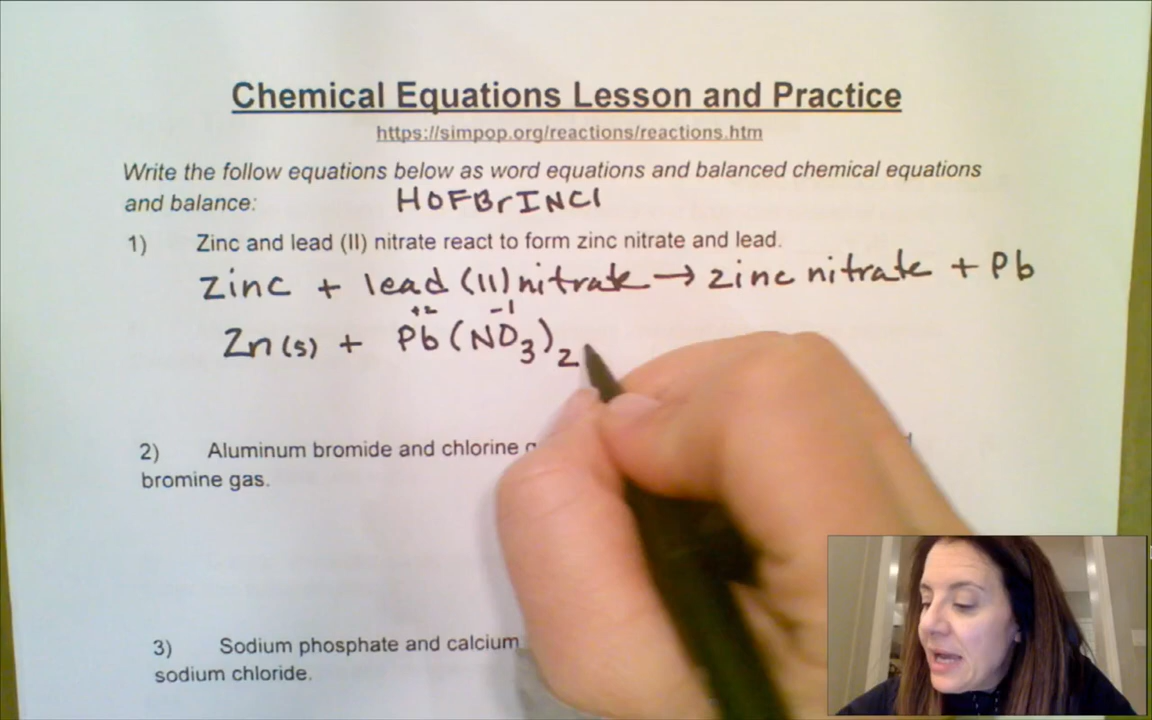 Chemical Equations Lesson and Practice
https://simpop.org/reactions/reactions.htm
Write the follow equations below as word equations and balanced chemical equations
and balance: HOFBrINCl
1) Zinc and lead (II) nitrate react to form zinc nitrate and lead.
zinc + lead (II) nitrate → zinc nitrate + Pb
+2 -1
Zn(s) + Pb(NO3)2
2) Aluminum bromide and chlorine
bromine gas.
3) Sodium phosphate and calcium
sodium chloride.